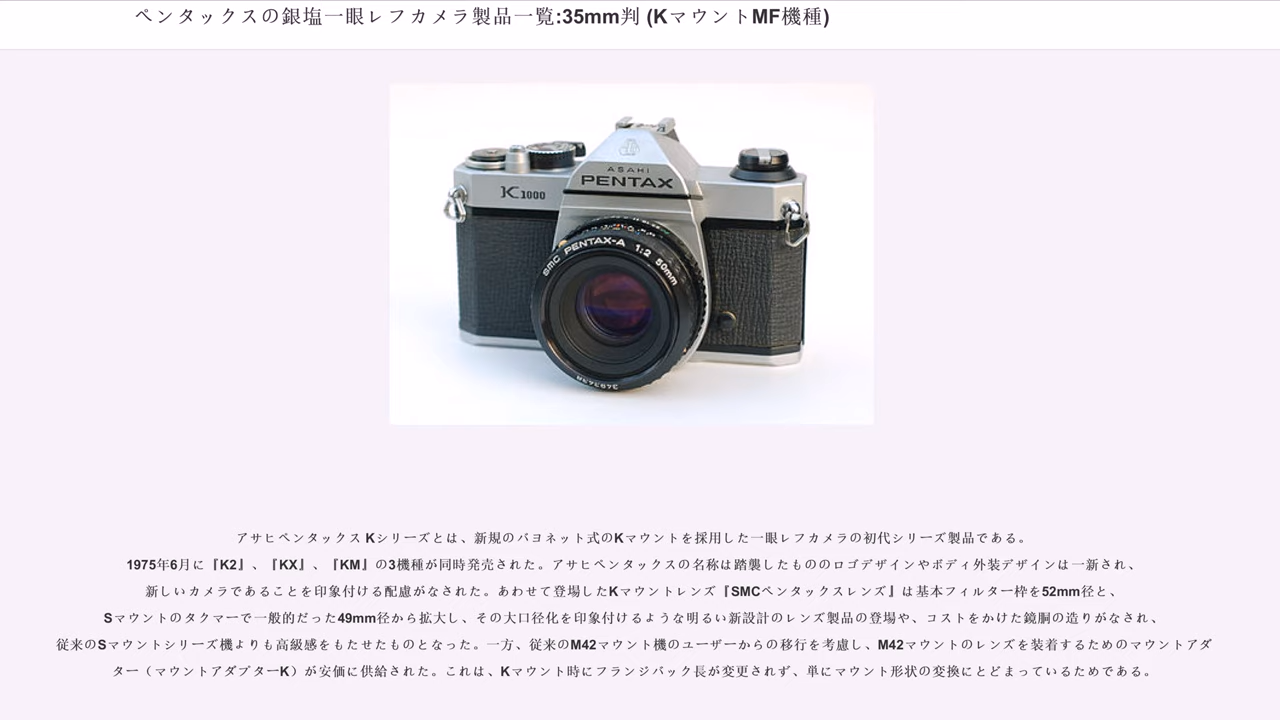 ペンタックスの銀塩一眼レフカメラ製品一覧:35mm判 (KマウントMF機種)
ASAHI
PENTAX
K1000
SMC PENTAX-A 1:2 50mm
アサヒペンタックス Kシリーズとは、新規のバヨネット式のKマウントを採用した一眼レフカメラの初代シリーズ製品である。
1975年6月に『K2』、『KX』、『KM』の3機種が同時発売された。アサヒペンタックスの名称は踏襲したもののロゴデザインやボディ外装デザインは一新され、
新しいカメラであることを印象付ける配慮がなされた。あわせて登場したKマウントレンズ『SMCペンタックスレンズ』は基本フィルター枠を52mm径と、
Sマウントのタクマーで一般的だった49mm径から拡大し、その大口径化を印象付けるような明るい新設計のレンズ製品の登場や、コストをかけた鏡胴の造りがなされ、
従来のSマウントシリーズ機よりも高級感をもたせたものとなった。一方、従来のM42マウント機のユーザーからの移行を考慮し、M42マウントのレンズを装着するためのマウントアダ
ター（マウントアダプターK）が安価に供給された。これは、Kマウント時にフランジバック長が変更されず、単にマウント形状の変換にとどまっているためである。